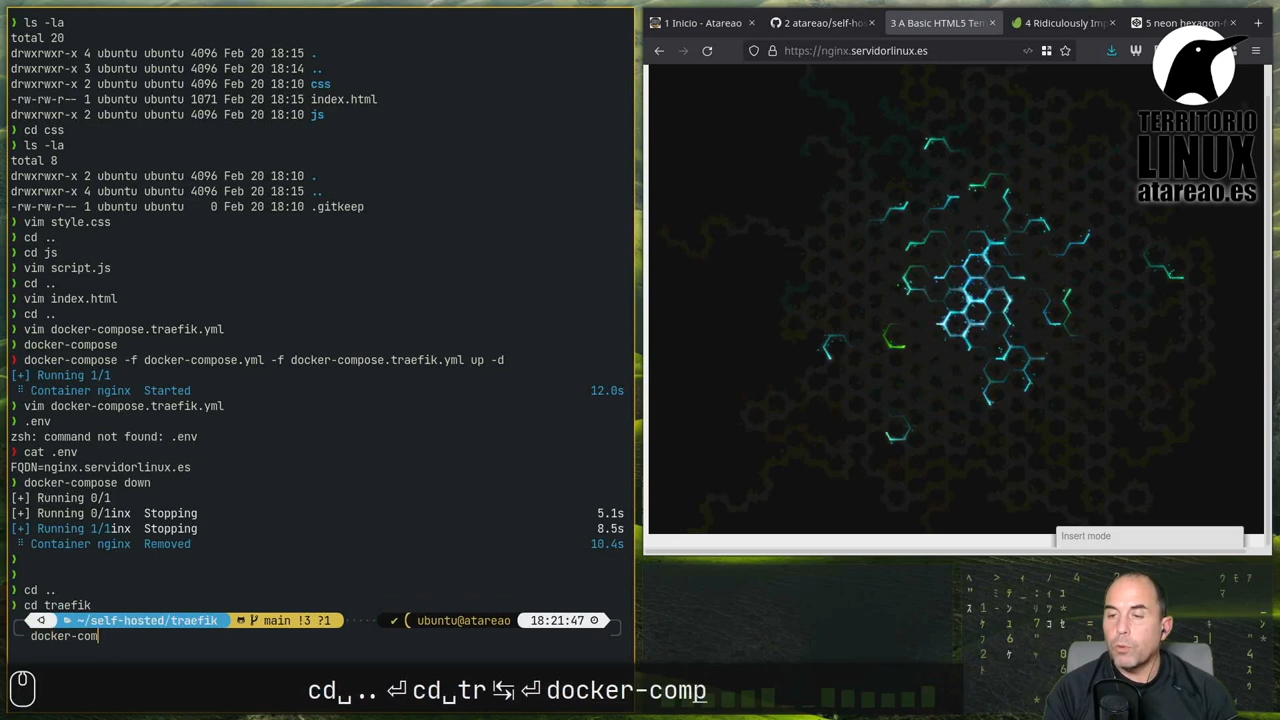 ❯ ls -la
total 20
drwxrwxr-x 4 ubuntu ubuntu 4096 Feb 20 18:15 .
drwxrwxr-x 3 ubuntu ubuntu 4096 Feb 20 18:14 ..
drwxrwxr-x 2 ubuntu ubuntu 4096 Feb 20 18:10 css
-rw-rw-r-- 1 ubuntu ubuntu 1071 Feb 20 18:15 index.html
drwxrwxr-x 2 ubuntu ubuntu 4096 Feb 20 18:10 js
❯ cd css
❯ ls -la
total 8
drwxrwxr-x 2 ubuntu ubuntu 4096 Feb 20 18:10 .
drwxrwxr-x 4 ubuntu ubuntu 4096 Feb 20 18:15 ..
-rw-rw-r-- 1 ubuntu ubuntu 0 Feb 20 18:10 .gitkeep
❯ vim style.css
❯ cd ..
❯ cd js
❯ vim script.js
❯ cd ..
❯ vim index.html
❯ cd ..
❯ vim docker-compose.traefik.yml
❯ docker-compose
❯ docker-compose -f docker-compose.yml -f docker-compose.traefik.yml up -d
[+] Running 1/1
⠿ Container nginx Started 12.0s
❯ vim docker-compose.traefik.yml
❯ .env
zsh: command not found: .env
❯ cat .env
FQDN=nginx.servidorlinux.es
❯ docker-compose down
[+] Running 0/1
[+] Running 0/1inx Stopping 5.1s
[+] Running 1/1inx Stopping 8.5s
⠿ Container nginx Removed 10.4s
❯
❯
❯ cd ..
❯ cd traefik
~/self-hosted/traefik main !3 ?1 ✔ ubuntu@atareao 18:21:47
docker-com
1 Inicio - Atareao
2 atareao/self-ho
3 A Basic HTML5 Tem
4 Ridiculously Imp
5 neon hexagon-f
https://nginx.servidorlinux.es
TERRITORIO
LINUX
atareao.es
Insert mode
cd␣..⏎cd␣tr↹⏎docker-comp